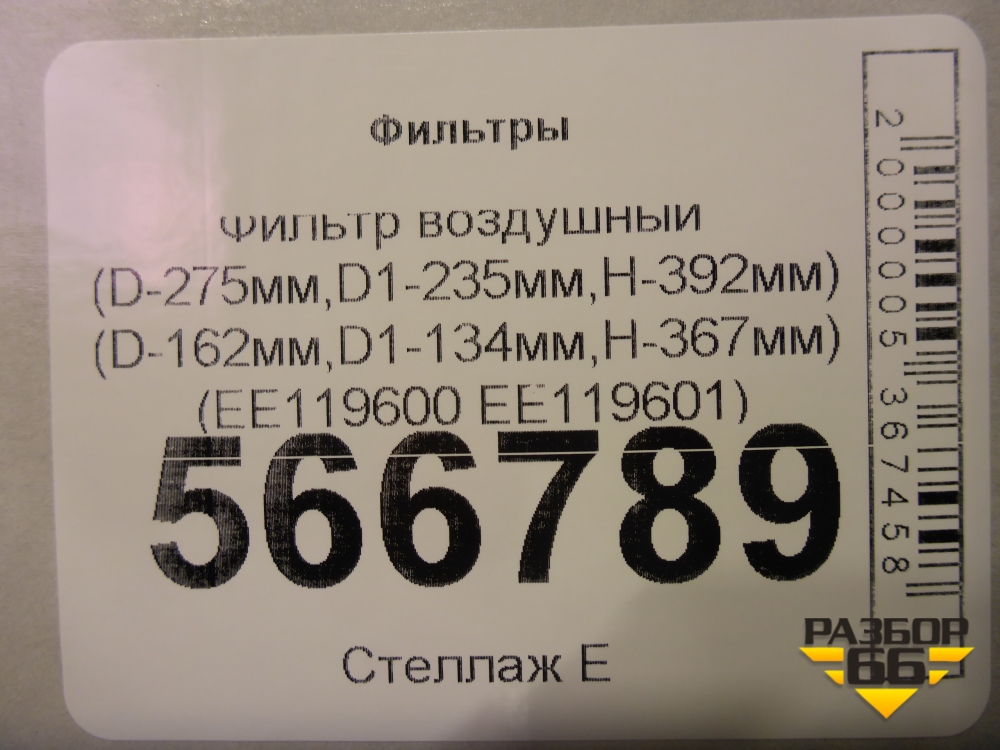 Фильтры
Фильтр воздушный
(D-275мм,D1-235мм,H-392мм)
(D-162мм,D1-134мм,H-367мм)
(EE119600 EE119601)
566789
Стеллаж Е
2000005367458
РАЗБОР
66